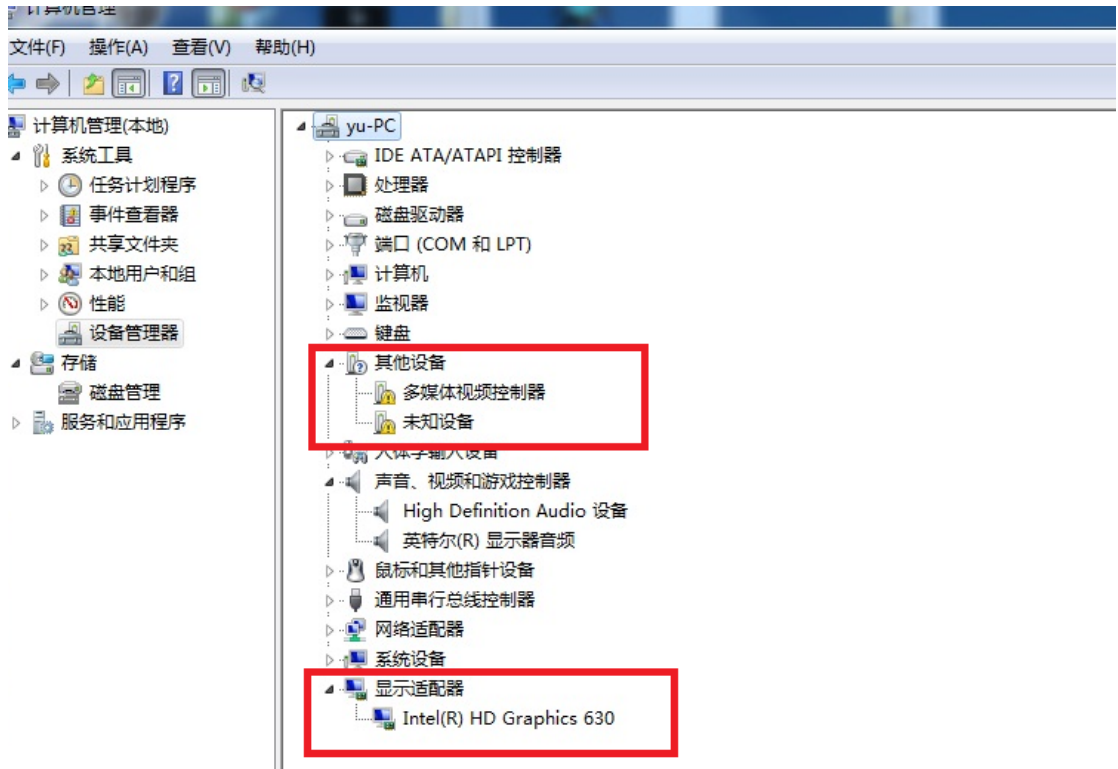 计算机管理
文件(F) 操作(A) 查看(V) 帮助(H)
计算机管理(本地)
系统工具
任务计划程序
事件查看器
共享文件夹
本地用户和组
性能
设备管理器
存储
磁盘管理
服务和应用程序
yu-PC
IDE ATA/ATAPI 控制器
处理器
磁盘驱动器
端口 (COM 和 LPT)
计算机
监视器
键盘
其他设备
多媒体视频控制器
未知设备
人体学输入设备
声音、视频和游戏控制器
High Definition Audio 设备
英特尔(R) 显示器音频
鼠标和其他指针设备
通用串行总线控制器
网络适配器
系统设备
显示适配器
Intel(R) HD Graphics 630